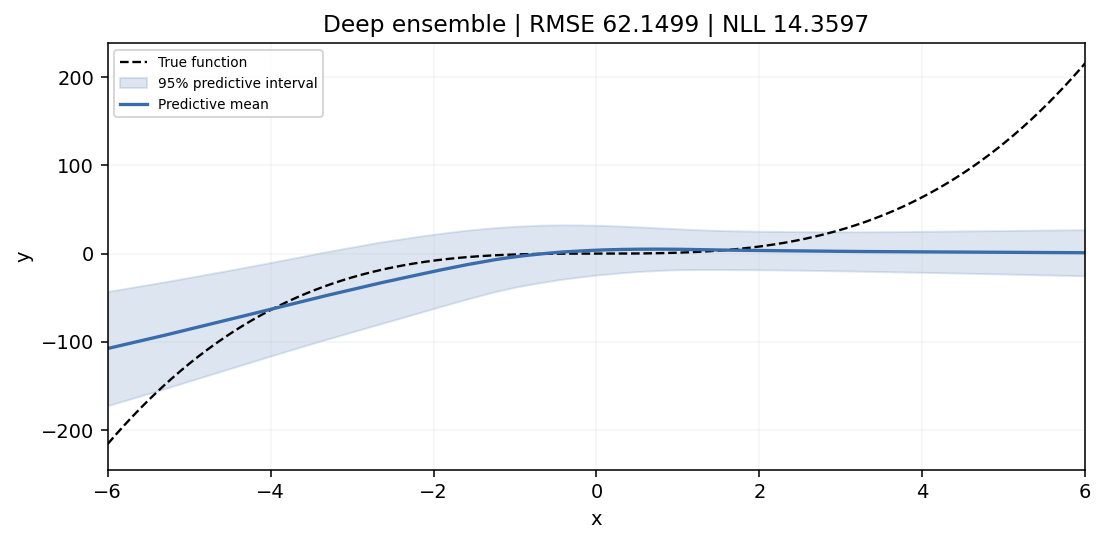 Deep ensemble | RMSE 62.1499 | NLL 14.3597
True function
95% predictive interval
Predictive mean
200
100
0
−100
−200
y
−6 −4 −2 0 2 4 6
x